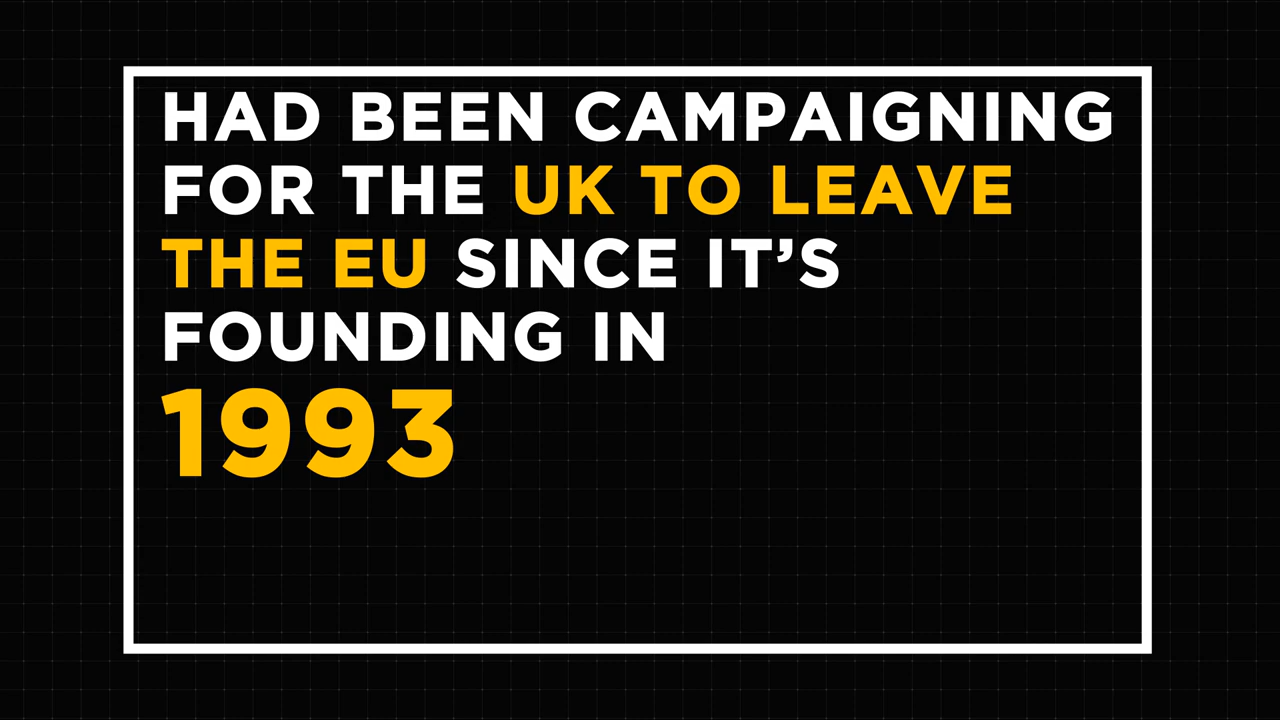 HAD BEEN CAMPAIGNING
FOR THE UK TO LEAVE
THE EU SINCE IT’S
FOUNDING IN
1993